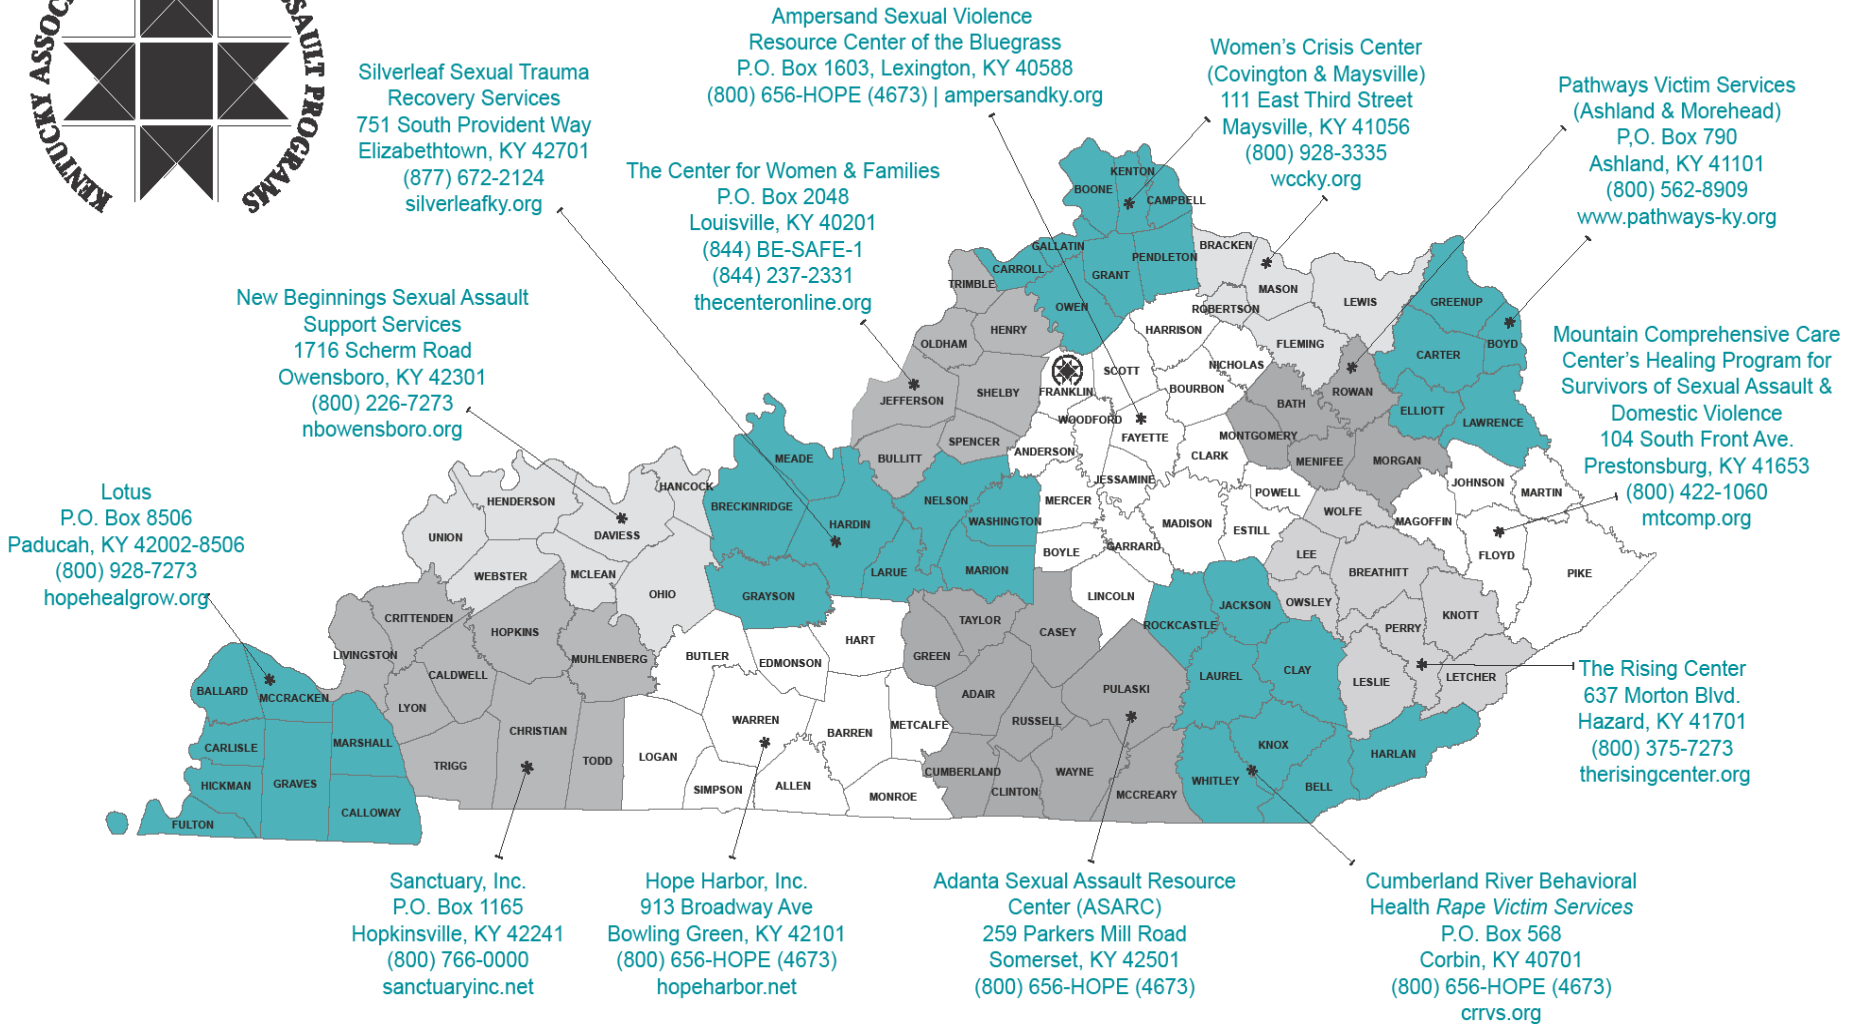 KENTUCKY ASSOC
SAULT PROGRAMS
Silverleaf Sexual Trauma
Recovery Services
751 South Provident Way
Elizabethtown, KY 42701
(877) 672-2124
silverleafky.org
Ampersand Sexual Violence
Resource Center of the Bluegrass
P.O. Box 1603, Lexington, KY 40588
(800) 656-HOPE (4673) | ampersandky.org
Women's Crisis Center
(Covington & Maysville)
111 East Third Street
Maysville, KY 41056
(800) 928-3335
wccky.org
Pathways Victim Services
(Ashland & Morehead)
P,O. Box 790
Ashland, KY 41101
(800) 562-8909
www.pathways-ky.org
The Center for Women & Families
P.O. Box 2048
Louisville, KY 40201
(844) BE-SAFE-1
(844) 237-2331
thecenteronline.org
New Beginnings Sexual Assault
Support Services
1716 Scherm Road
Owensboro, KY 42301
(800) 226-7273
nbowensboro.org
Mountain Comprehensive Care
Center's Healing Program for
Survivors of Sexual Assault &
Domestic Violence
104 South Front Ave.
Prestonsburg, KY 41653
(800) 422-1060
mtcomp.org
Lotus
P.O. Box 8506
Paducah, KY 42002-8506
(800) 928-7273
hopehealgrow.org
The Rising Center
637 Morton Blvd.
Hazard, KY 41701
(800) 375-7273
therisingcenter.org
KENTON
BOONE
CAMPBELL
GALLATIN
BRACKEN
PENDLETON
CARROLL
GRANT
TRIMBLE
MASON
OWEN
ROBERTSON
LEWIS
GREENUP
HENRY
HARRISON
OLDHAM
FLEMING
BOYD
CARTER
NICHOLAS
SCOTT
FRANKLIN
SHELBY
BOURBON
ROWAN
JEFFERSON
BATH
ELLIOTT
WOODFORD
LAWRENCE
FAYETTE
MONTGOMERY
SPENCER
ANDERSON
CLARK
BULLITT
MEADE
MENIFEE
MORGAN
JESSAMINE
JOHNSON
HANCOCK
MARTIN
POWELL
HENDERSON
NELSON
MERCER
BRECKINRIDGE
WOLFE
WASHINGTON
MAGOFFIN
HARDIN
MADISON
ESTILL
DAVIESS
UNION
GARRARD
BOYLE
LEE
FLOYD
LARUE
MARION
BREATHITT
PIKE
MCLEAN
WEBSTER
OHIO
GRAYSON
LINCOLN
OWSLEY
JACKSON
KNOTT
CRITTENDEN
TAYLOR
ROCKCASTLE
PERRY
HOPKINS
CASEY
HART
LIVINGSTON
MUHLENBERG
BUTLER
GREEN
EDMONSON
CLAY
CALDWELL
LAUREL
LETCHER
LESLIE
BALLARD
MCCRACKEN
PULASKI
ADAIR
LYON
WARREN
RUSSELL
METCALFE
CHRISTIAN
BARREN
MARSHALL
KNOX
CARLISLE
HARLAN
LOGAN
TODD
TRIGG
CUMBERLAND
WAYNE
WHITLEY
GRAVES
HICKMAN
ALLEN
BELL
SIMPSON
CLINTON
MCCREARY
MONROE
CALLOWAY
FULTON
Sanctuary, Inc.
P.O. Box 1165
Hopkinsville, KY 42241
(800) 766-0000
sanctuaryinc.net
Hope Harbor, Inc.
913 Broadway Ave
Bowling Green, KY 42101
(800) 656-HOPE (4673)
hopeharbor.net
Adanta Sexual Assault Resource
Center (ASARC)
259 Parkers Mill Road
Somerset, KY 42501
(800) 656-HOPE (4673)
Cumberland River Behavioral
Health Rape Victim Services
P.O. Box 568
Corbin, KY 40701
(800) 656-HOPE (4673)
crrvs.org